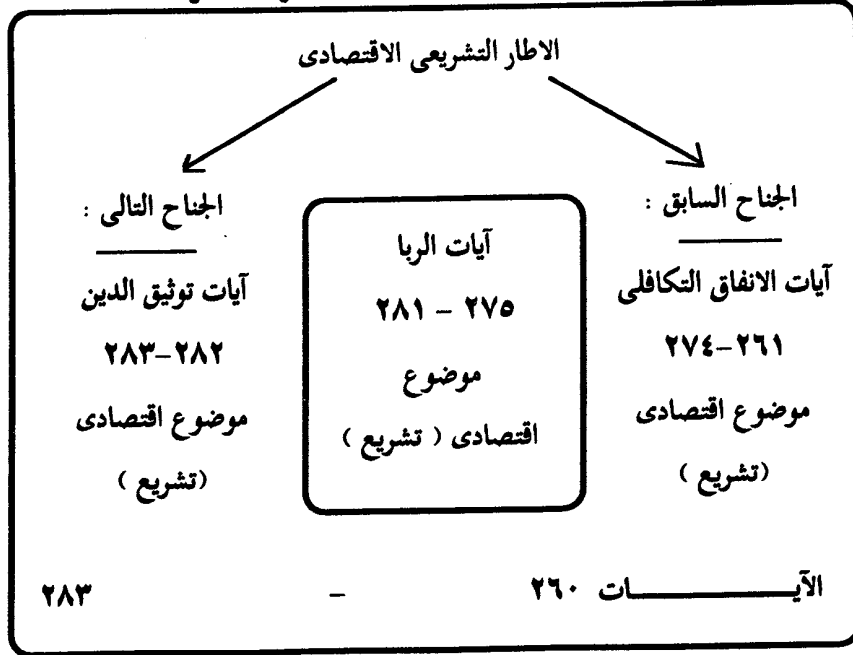 الاطار التشريعى الاقتصادى
الجناح السابق :
آيات الانفاق التكافلى
٢٦١-٢٧٤
موضوع اقتصادى
(تشريع )
آيات الربا
٢٧٥ - ٢٨١
موضوع
اقتصادى ( تشريع )
الجناح التالى :
آيات توثيق الدين
٢٨٢-٢٨٣
موضوع اقتصادى
(تشريع )
الآيـــــــات ٢٦٠ - ٢٨٣